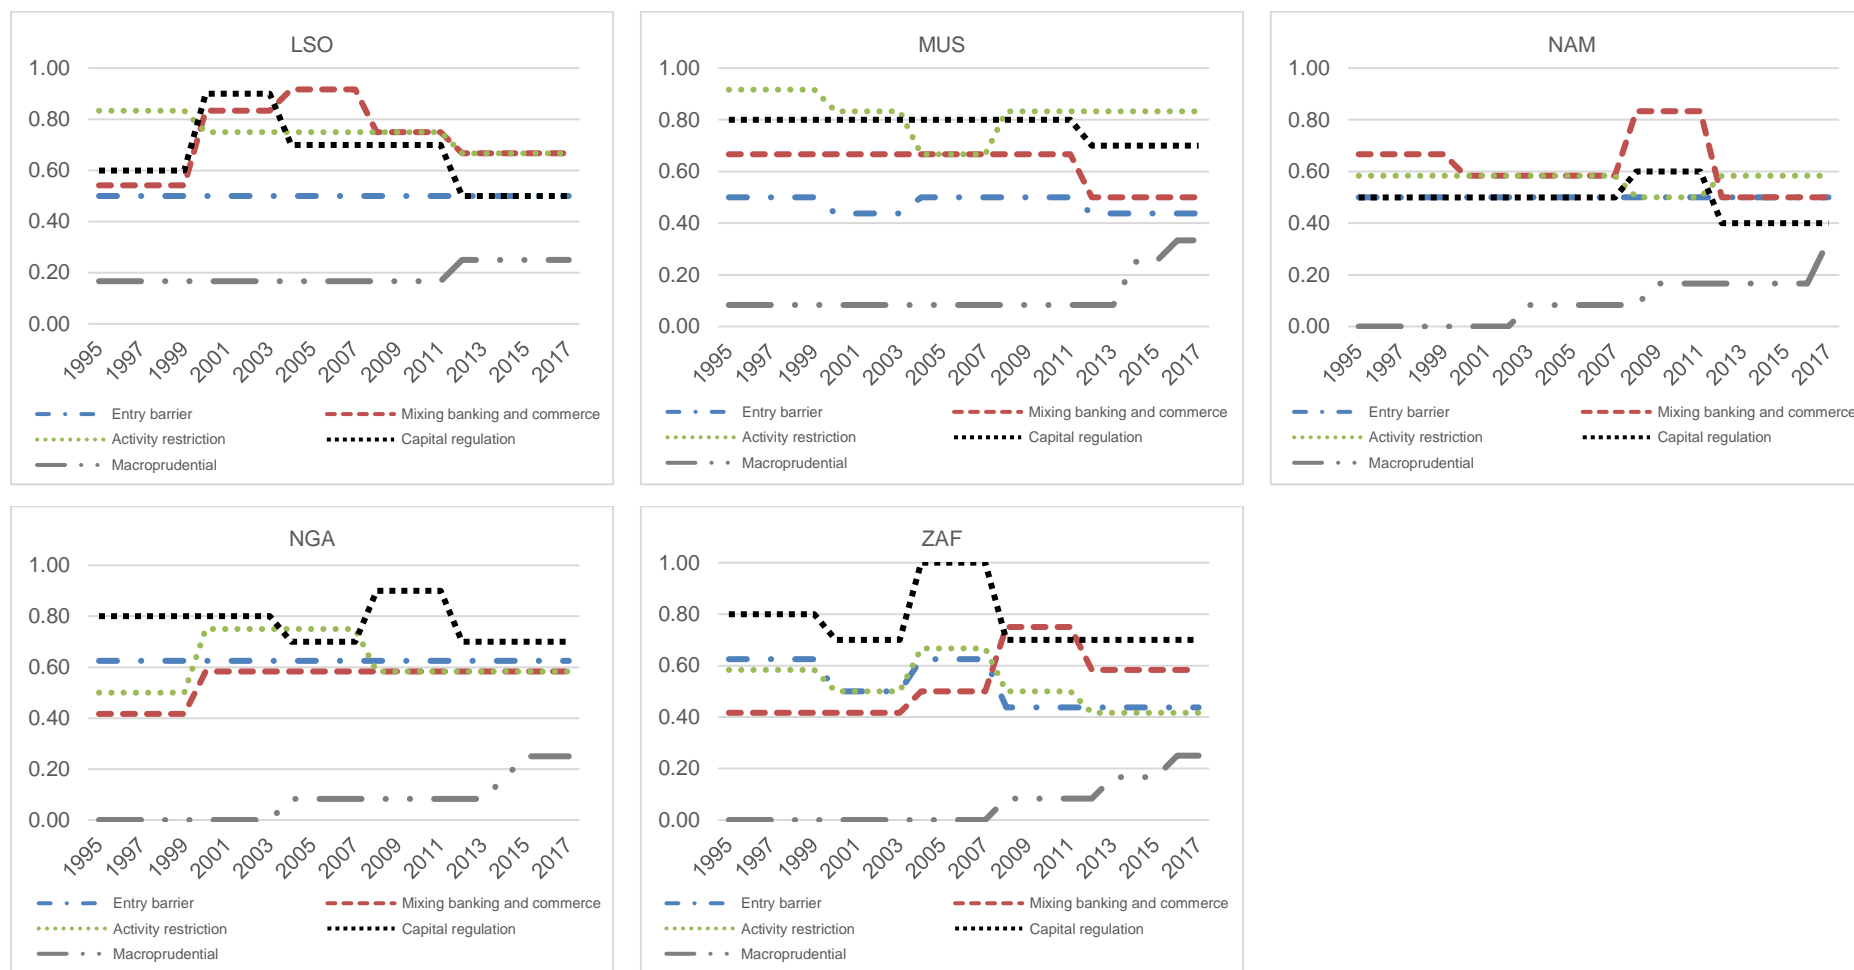 LSO
1.00
0.80
0.60
0.40
0.20
0.00
1995 1997 1999 2001 2003 2005 2007 2009 2011 2013 2015 2017
Entry barrier Mixing banking and commerce
Activity restriction Capital regulation
Macroprudential
MUS
1.00
0.80
0.60
0.40
0.20
0.00
1995 1997 1999 2001 2003 2005 2007 2009 2011 2013 2015 2017
Entry barrier Mixing banking and commerce
Activity restriction Capital regulation
Macroprudential
NAM
1.00
0.80
0.60
0.40
0.20
0.00
1995 1997 1999 2001 2003 2005 2007 2009 2011 2013 2015 2017
Entry barrier Mixing banking and commerce
Activity restriction Capital regulation
Macroprudential
NGA
1.00
0.80
0.60
0.40
0.20
0.00
1995 1997 1999 2001 2003 2005 2007 2009 2011 2013 2015 2017
Entry barrier Mixing banking and commerce
Activity restriction Capital regulation
Macroprudential
ZAF
1.00
0.80
0.60
0.40
0.20
0.00
1995 1997 1999 2001 2003 2005 2007 2009 2011 2013 2015 2017
Entry barrier Mixing banking and commerce
Activity restriction Capital regulation
Macroprudential